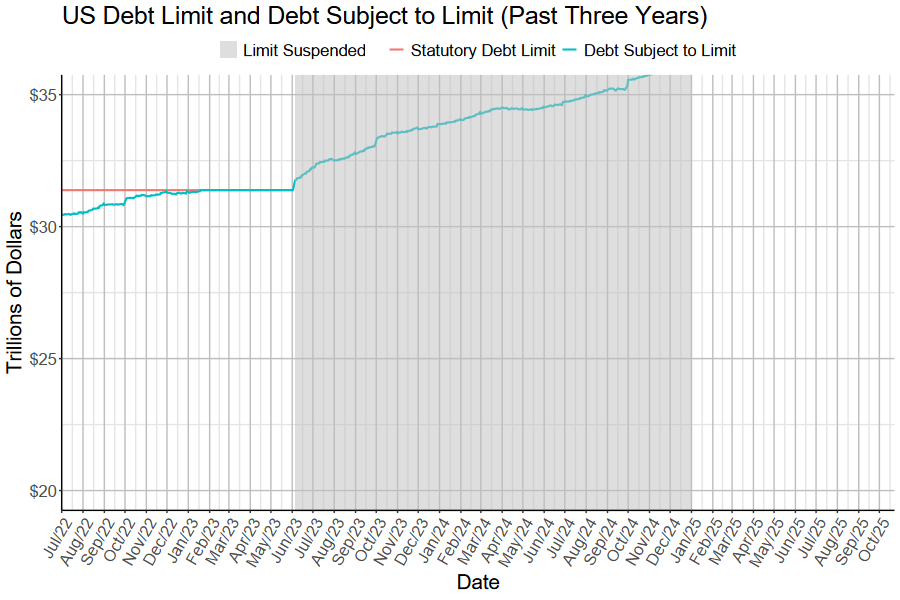 US Debt Limit and Debt Subject to Limit (Past Three Years)
Limit Suspended Statutory Debt Limit Debt Subject to Limit
Trillions of Dollars
$35
$30
$25
$20
Jul/22 Aug/22 Sep/22 Oct/22 Nov/22 Dec/22 Jan/23 Feb/23 Mar/23 Apr/23 May/23 Jun/23 Jul/23 Aug/23 Sep/23 Oct/23 Nov/23 Dec/23 Jan/24 Feb/24 Mar/24 Apr/24 May/24 Jun/24 Jul/24 Aug/24 Sep/24 Oct/24 Nov/24 Dec/24 Jan/25 Feb/25 Mar/25 Apr/25 May/25 Jun/25 Jul/25 Aug/25 Sep/25 Oct/25
Date